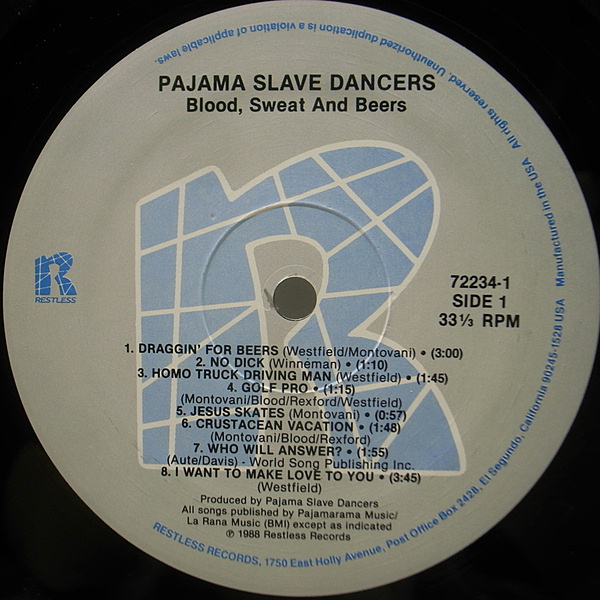 PAJAMA SLAVE DANCERS
Blood, Sweat And Beers
RESTLESS
72234-1
SIDE 1
33 1/3 RPM
1. DRAGGIN' FOR BEERS (Westfield/Montovani) • (3:00)
2. NO DICK (Winneman) • (1:10)
3. HOMO TRUCK DRIVING MAN (Westfield) • (1:45)
4. GOLF PRO • (1:15)
(Montovani/Blood/Rexford/Westfield)
5. JESUS SKATES (Montovani) • (0:57)
6. CRUSTACEAN VACATION • (1:48)
(Montovani/Blood/Rexford)
7. WHO WILL ANSWER? • (1:55)
(Aute/Davis) - World Song Publishing Inc.
8. I WANT TO MAKE LOVE TO YOU • (3:45)
(Westfield)
Produced by Pajama Slave Dancers
All songs published by Pajamarama Music/
La Rana Music (BMI) except as indicated
℗ 1988 Restless Records
RESTLESS RECORDS, 1750 East Holly Avenue, Post Office Box 2428, El Segundo, California 90245-1528 USA Manufactured in the USA All rights reserved. Unauthorized duplication is a violation of applicable laws.